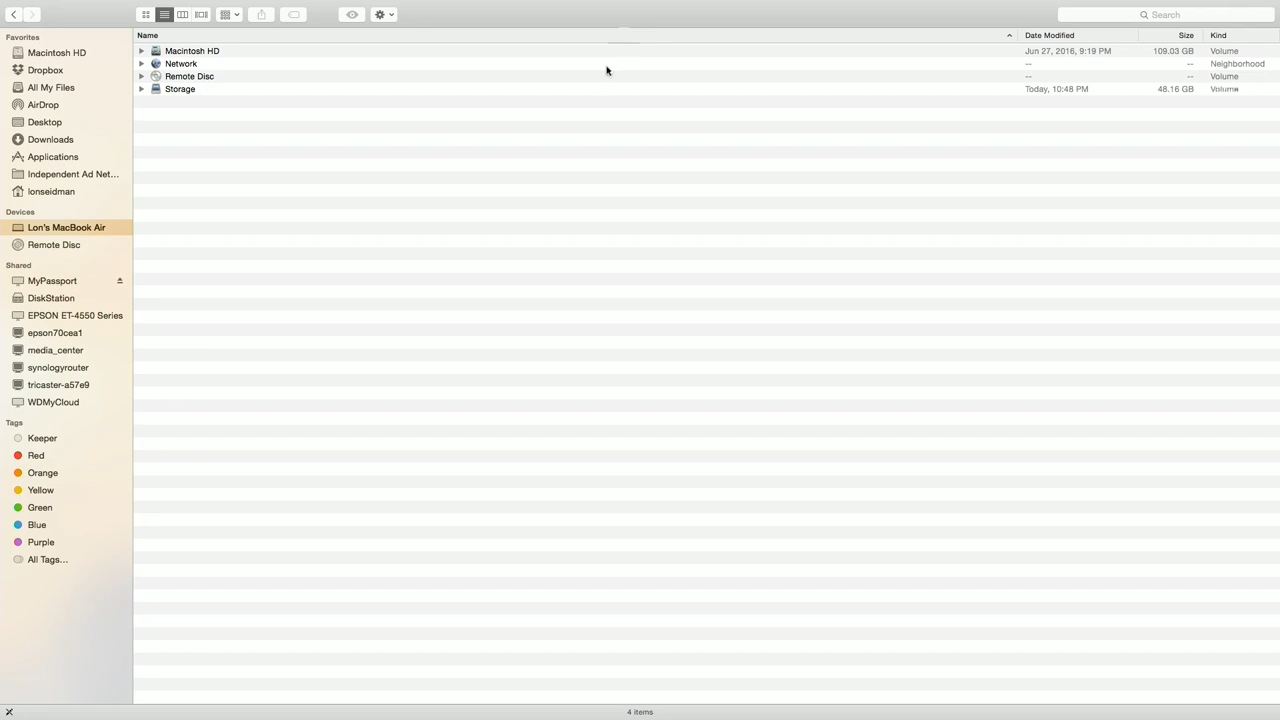 Search
Favorites
Macintosh HD
Dropbox
All My Files
AirDrop
Desktop
Downloads
Applications
Independent Ad Net...
lonseidman
Devices
Lon's MacBook Air
Remote Disc
Shared
MyPassport
DiskStation
EPSON ET-4550 Series
epson70cea1
media_center
synologyrouter
tricaster-a57e9
WDMyCloud
Tags
Keeper
Red
Orange
Yellow
Green
Blue
Purple
All Tags...
Name Date Modified Size Kind
Macintosh HD Jun 27, 2016, 9:19 PM 109.03 GB Volume
Network -- -- Neighborhood
Remote Disc -- -- Volume
Storage Today, 10:48 PM 48.16 GB Volume
4 items